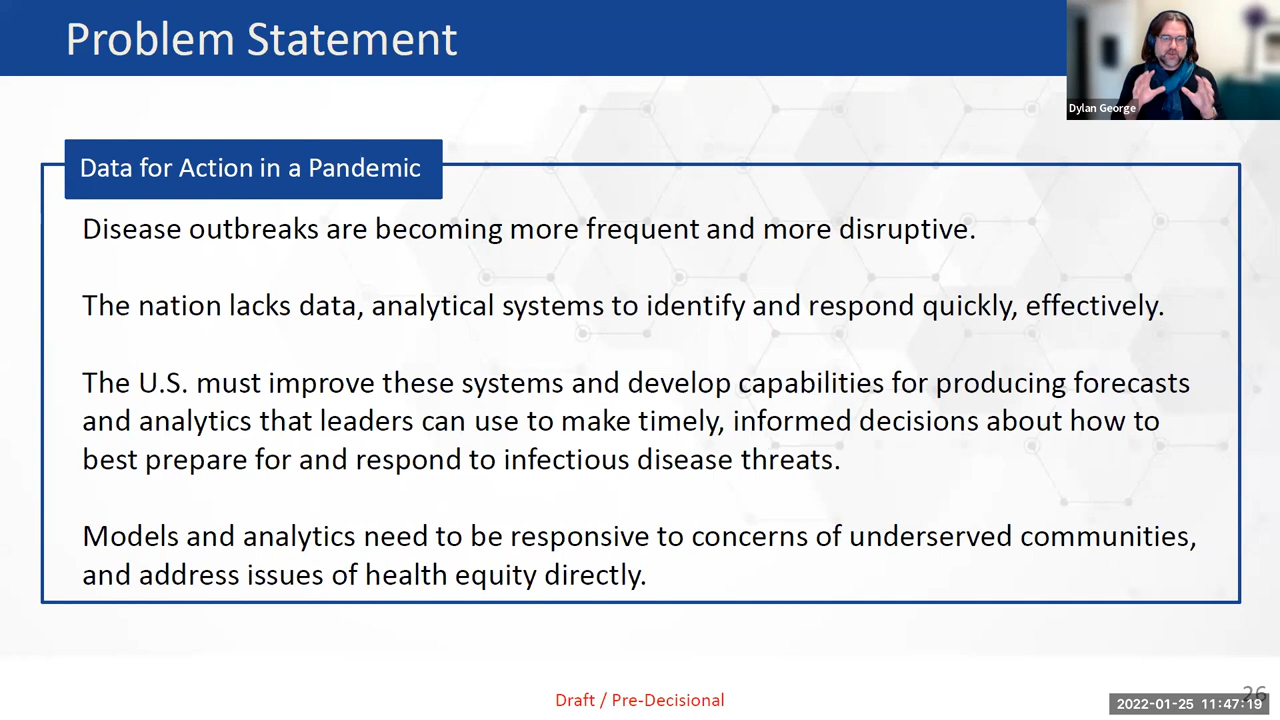 Problem Statement
Dylan George
Data for Action in a Pandemic
Disease outbreaks are becoming more frequent and more disruptive.
The nation lacks data, analytical systems to identify and respond quickly, effectively.
The U.S. must improve these systems and develop capabilities for producing forecasts
and analytics that leaders can use to make timely, informed decisions about how to
best prepare for and respond to infectious disease threats.
Models and analytics need to be responsive to concerns of underserved communities,
and address issues of health equity directly.
Draft / Pre-Decisional
26
2022-01-25 11:47:19